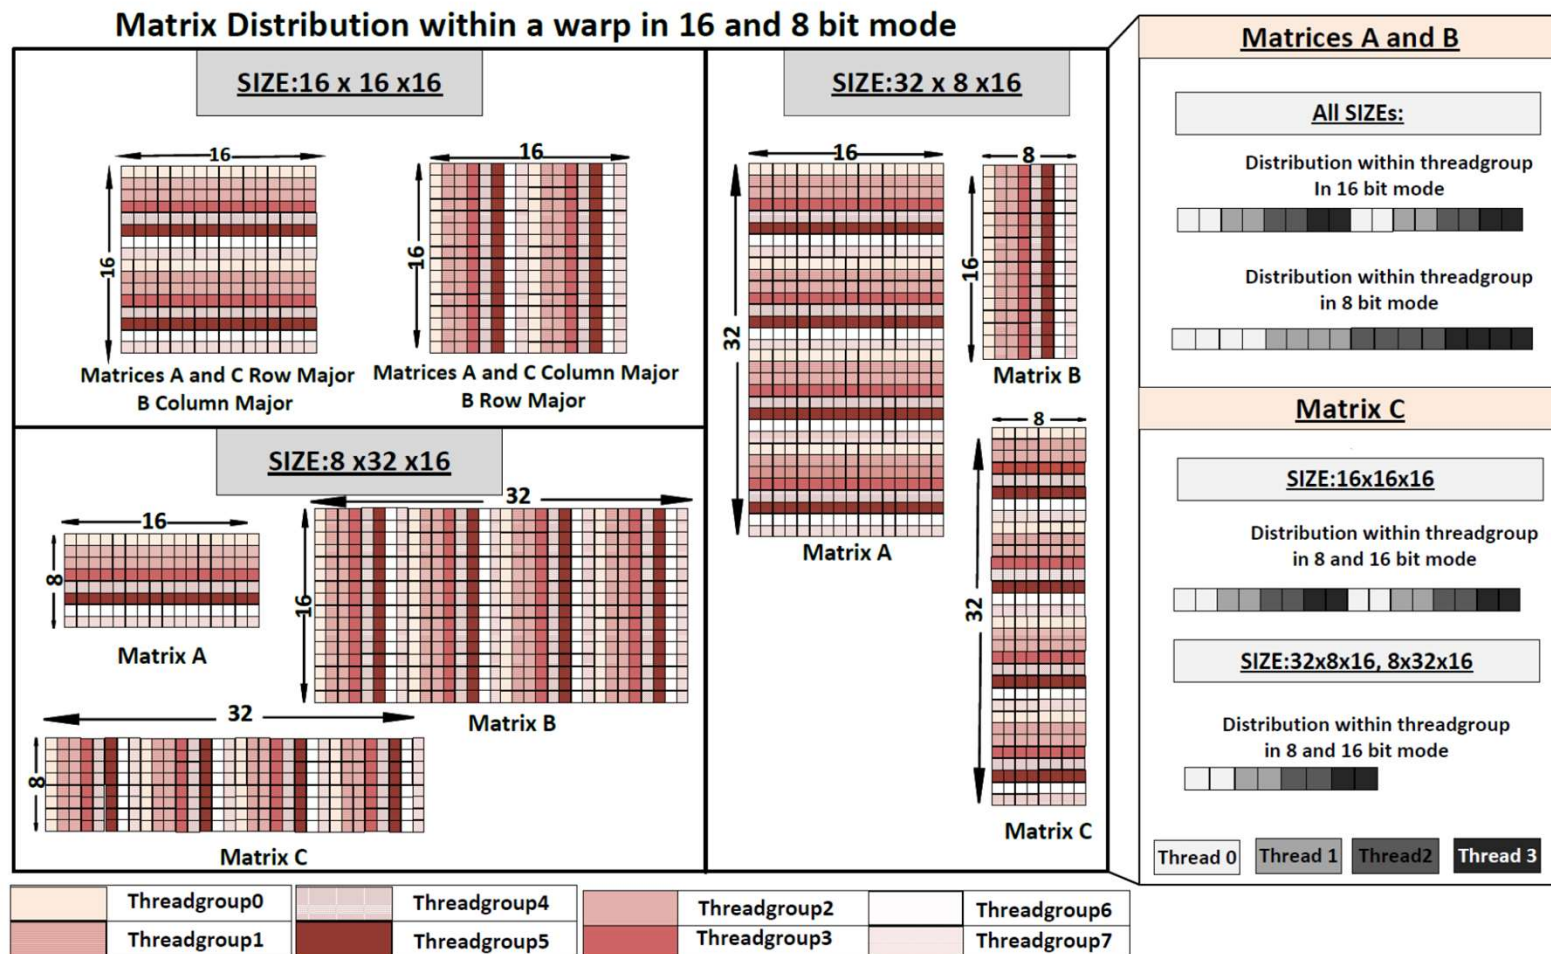 Matrix Distribution within a warp in 16 and 8 bit mode
SIZE:16 x 16 x16
16
16
Matrices A and C Row Major
B Column Major
16
16
Matrices A and C Column Major
B Row Major
SIZE:8 x32 x16
16
8
Matrix A
32
16
Matrix B
32
8
Matrix C
SIZE:32 x 8 x16
16
32
Matrix A
8
16
Matrix B
8
32
Matrix C
Matrices A and B
All SIZEs:
Distribution within threadgroup
In 16 bit mode
Distribution within threadgroup
in 8 bit mode
Matrix C
SIZE:16x16x16
Distribution within threadgroup
in 8 and 16 bit mode
SIZE:32x8x16, 8x32x16
Distribution within threadgroup
in 8 and 16 bit mode
Thread 0
Thread 1
Thread2
Thread 3
Threadgroup0
Threadgroup4
Threadgroup2
Threadgroup6
Threadgroup1
Threadgroup5
Threadgroup3
Threadgroup7